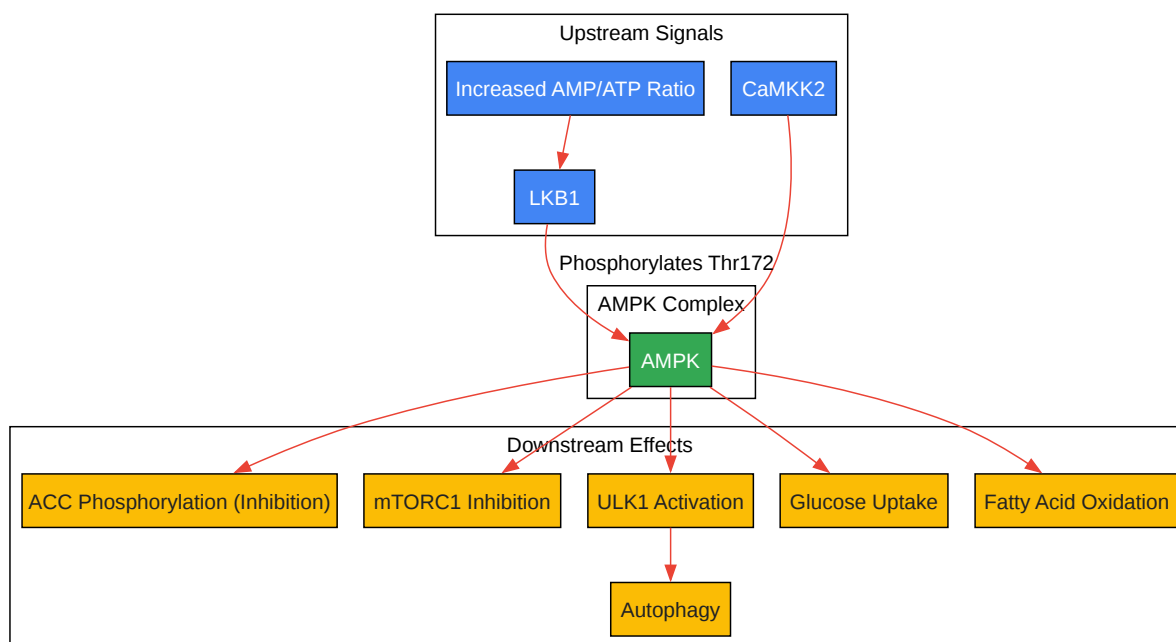 Upstream Signals
Increased AMP/ATP Ratio
CaMKK2
LKB1
Phosphorylates Thr172
AMPK Complex
AMPK
Downstream Effects
ACC Phosphorylation (Inhibition)
mTORC1 Inhibition
ULK1 Activation
Glucose Uptake
Fatty Acid Oxidation
Autophagy